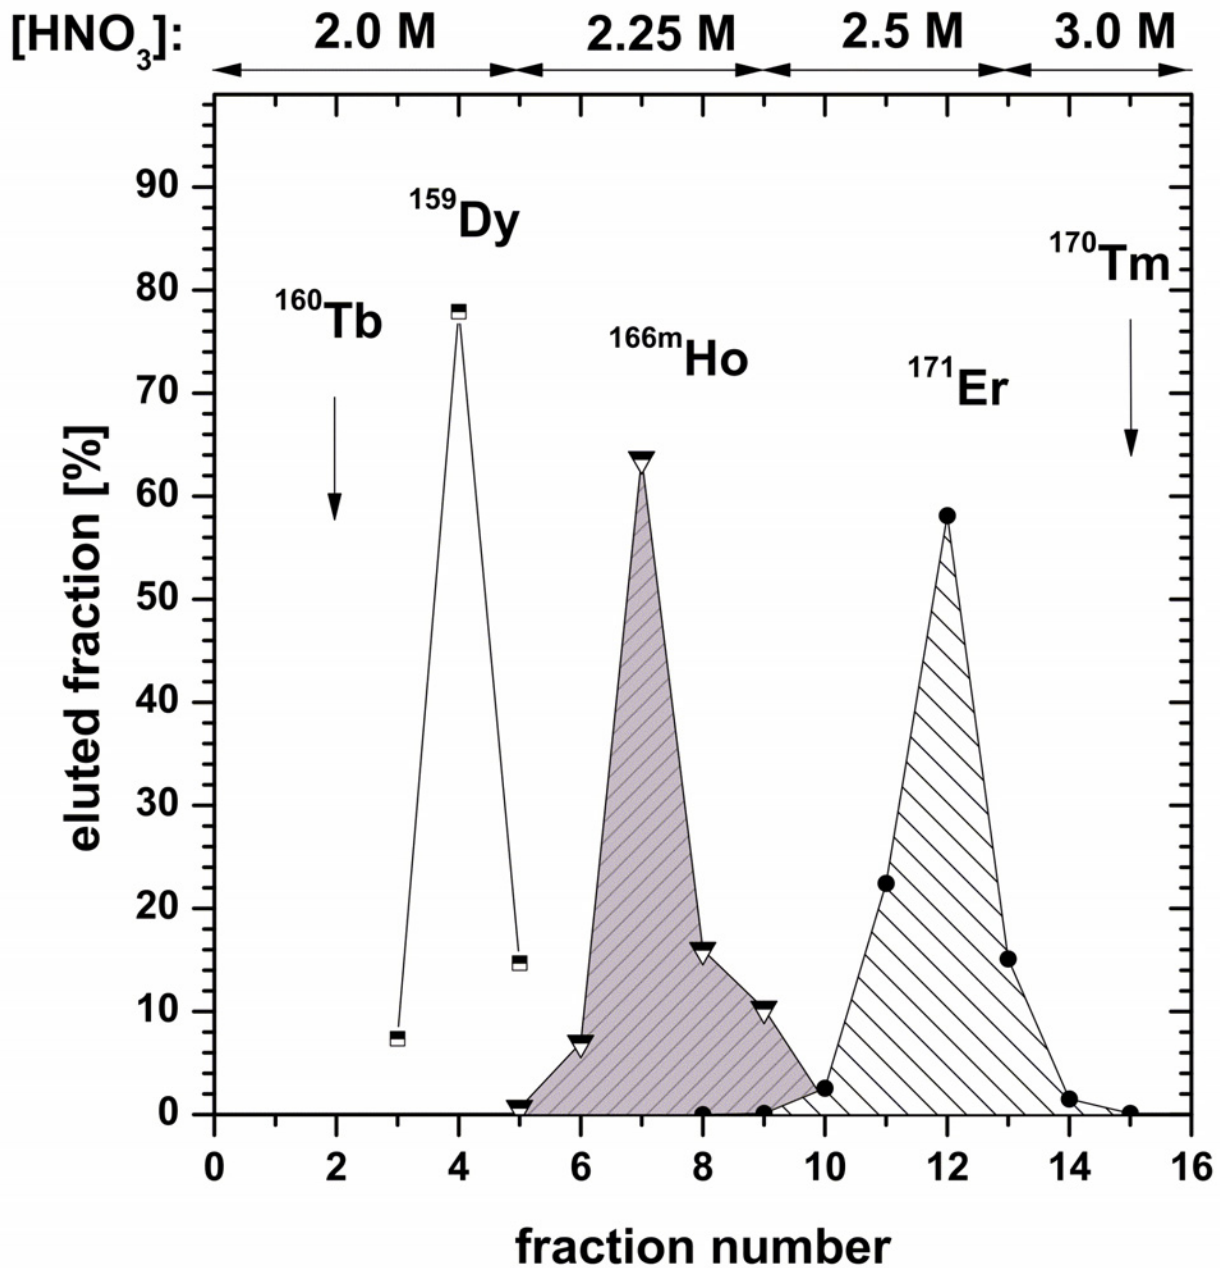 [HNO3]: 2.0 M 2.25 M 2.5 M 3.0 M
159Dy
170Tm
160Tb
166mHo
171Er
eluted fraction [%]
90
80
70
60
50
40
30
20
10
0
0 2 4 6 8 10 12 14 16
fraction number